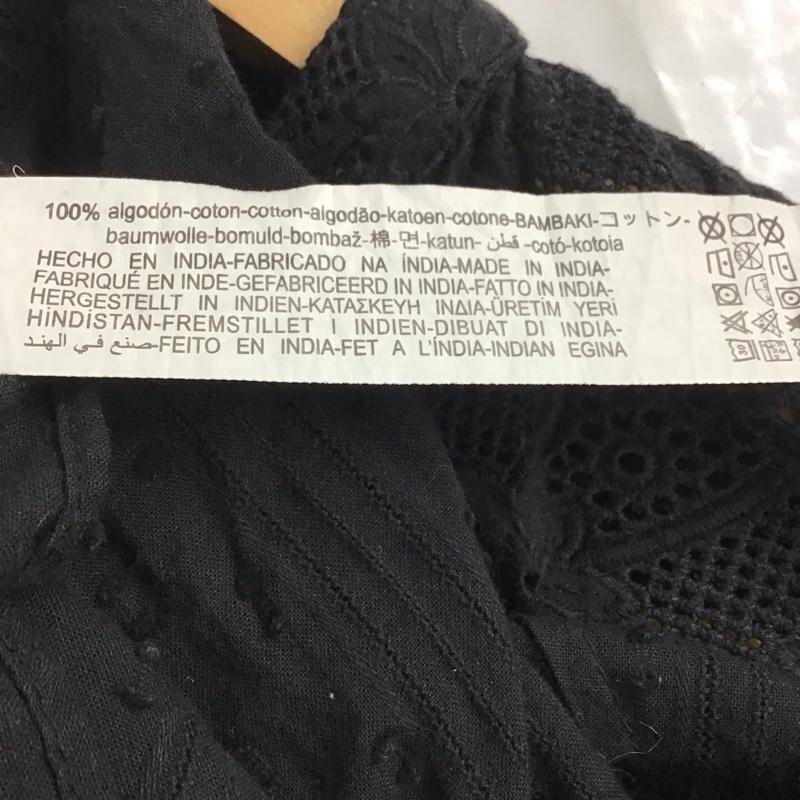 100% algodón-coton-cotton-algodão-katoen-cotone-BAMBAKI-コットン-
baumwolle-bomuld-bombaž-棉-면-katun- قطن -cotó-kotoia
HECHO EN INDIA-FABRICADO NA ÍNDIA-MADE IN INDIA-
FABRIQUÉ EN INDE-GEFABRICEERD IN INDIA-FATTO IN INDIA-
HERGESTELLT IN INDIEN-ΚΑΤΑΣΚΕΥΗ ΙΝΔΙΑ-ÜRETİM YERİ
HİNDİSTAN-FREMSTILLET I INDIEN-DIBUAT DI INDIA-
صنع في الهند-FEITO EN INDIA-FET A L'ÍNDIA-INDIAN EGINA